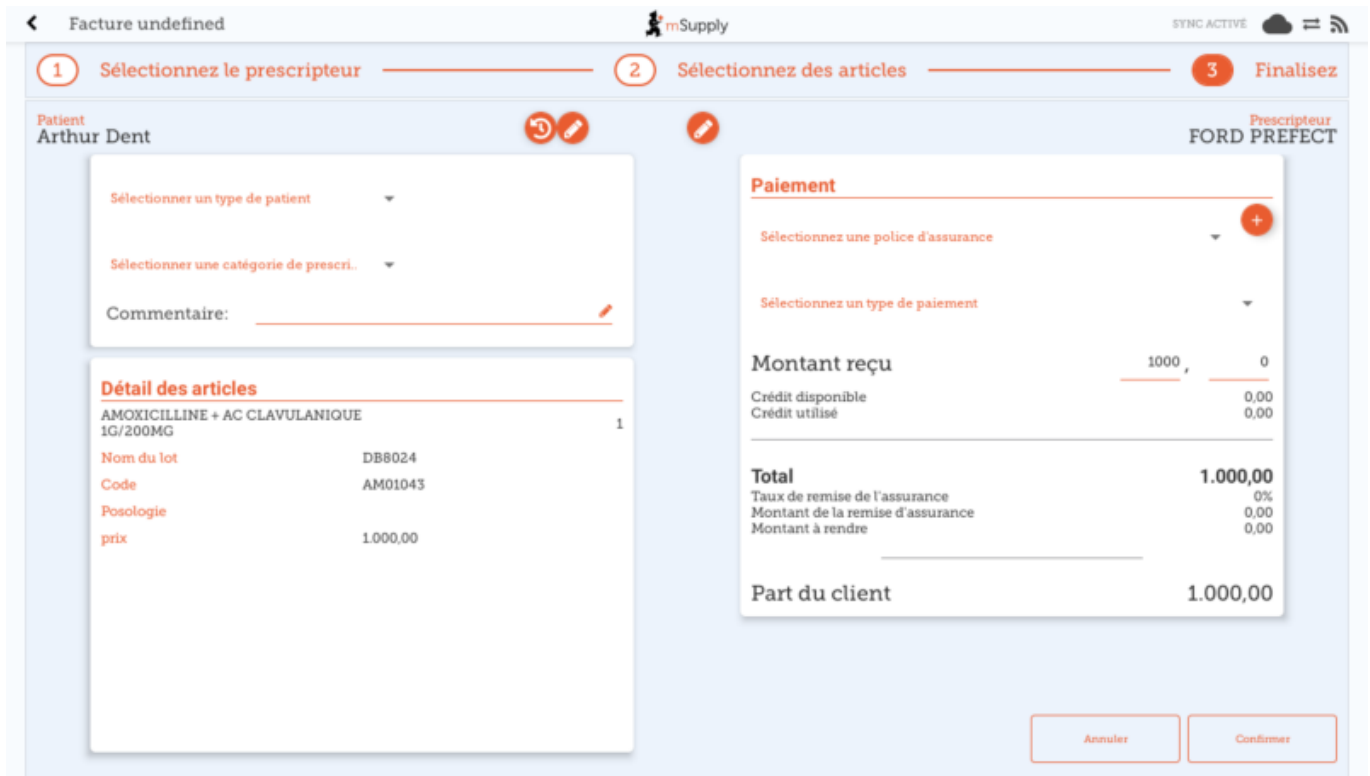 Facture undefined
mSupply
SYNC ACTIVÉ
1 Sélectionnez le prescripteur
2 Sélectionnez des articles
3 Finalisez
Patient
Arthur Dent
Prescripteur
FORD PREFECT
Sélectionner un type de patient
Sélectionner une catégorie de prescri..
Commentaire:
Détail des articles
AMOXICILLINE + AC CLAVULANIQUE
1G/200MG
1
Nom du lot DB8024
Code AM01043
Posologie
prix 1.000,00
Paiement
+
Sélectionnez une police d'assurance
Sélectionnez un type de paiement
Montant reçu 1000 , 0
Crédit disponible 0,00
Crédit utilisé 0,00
Total 1.000,00
Taux de remise de l'assurance 0%
Montant de la remise d'assurance 0,00
Montant à rendre 0,00
Part du client 1.000,00
Annuler
Confirmer